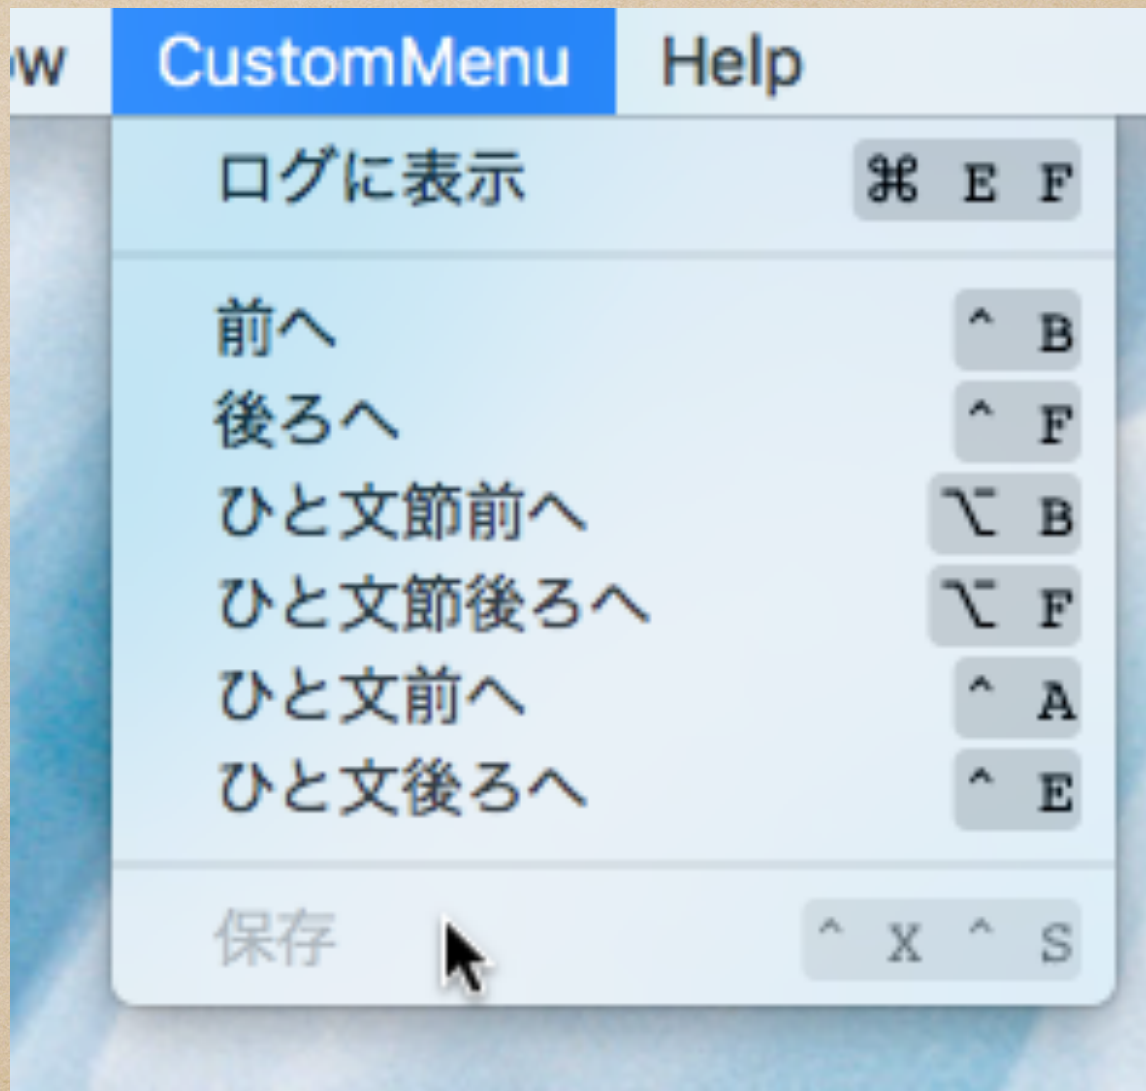 w CustomMenu Help
ログに表示 ⌘ E F
前へ ^ B
後ろへ ^ F
ひと文節前へ ⌥ B
ひと文節後ろへ ⌥ F
ひと文前へ ^ A
ひと文後ろへ ^ E
保存 ^ X ^ S